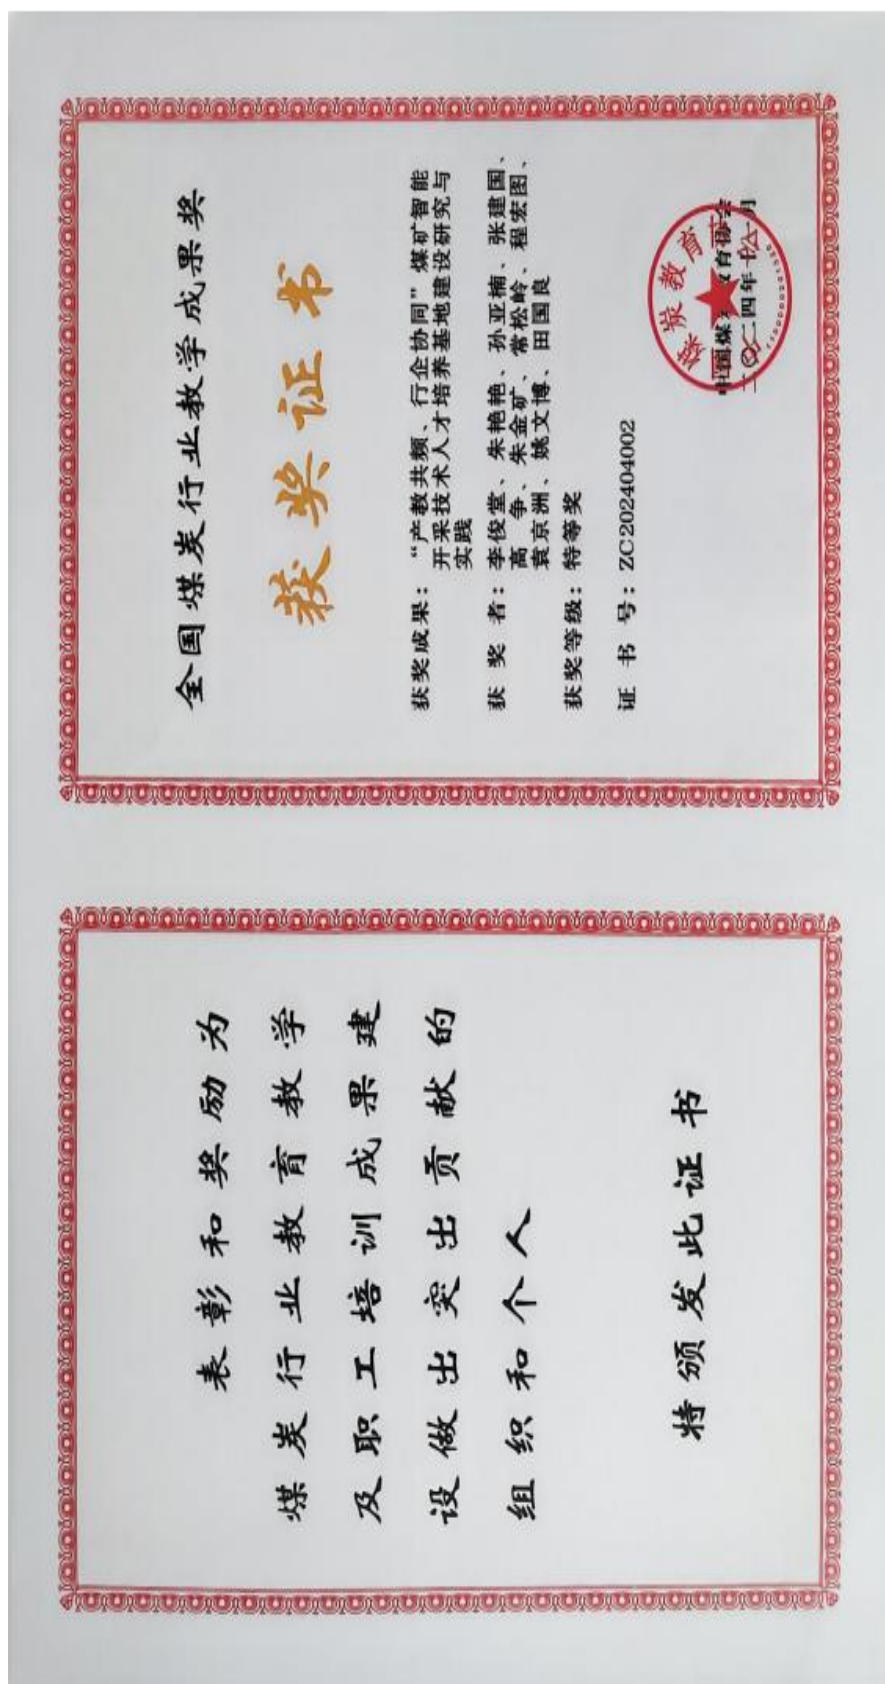 表彰和奖励为
煤炭行业教育教学
及职工培训成果建
设做出突出贡献的
组织和个人
特颁发此证书
全国煤炭行业教学成果奖
获奖证书
获奖成果：“产教共频、行企协同”煤矿智能
开采技术人才培养基地建设研究与
实践
获 奖 者：李俊堂、朱艳艳、孙亚楠、张建国、
高 争、朱金矿、常松岭、程宏图、
袁京洲、姚文博、田国良
获奖等级：特等奖
证 书 号：ZC202404002
中国煤炭教育协会
二〇二四年十一月